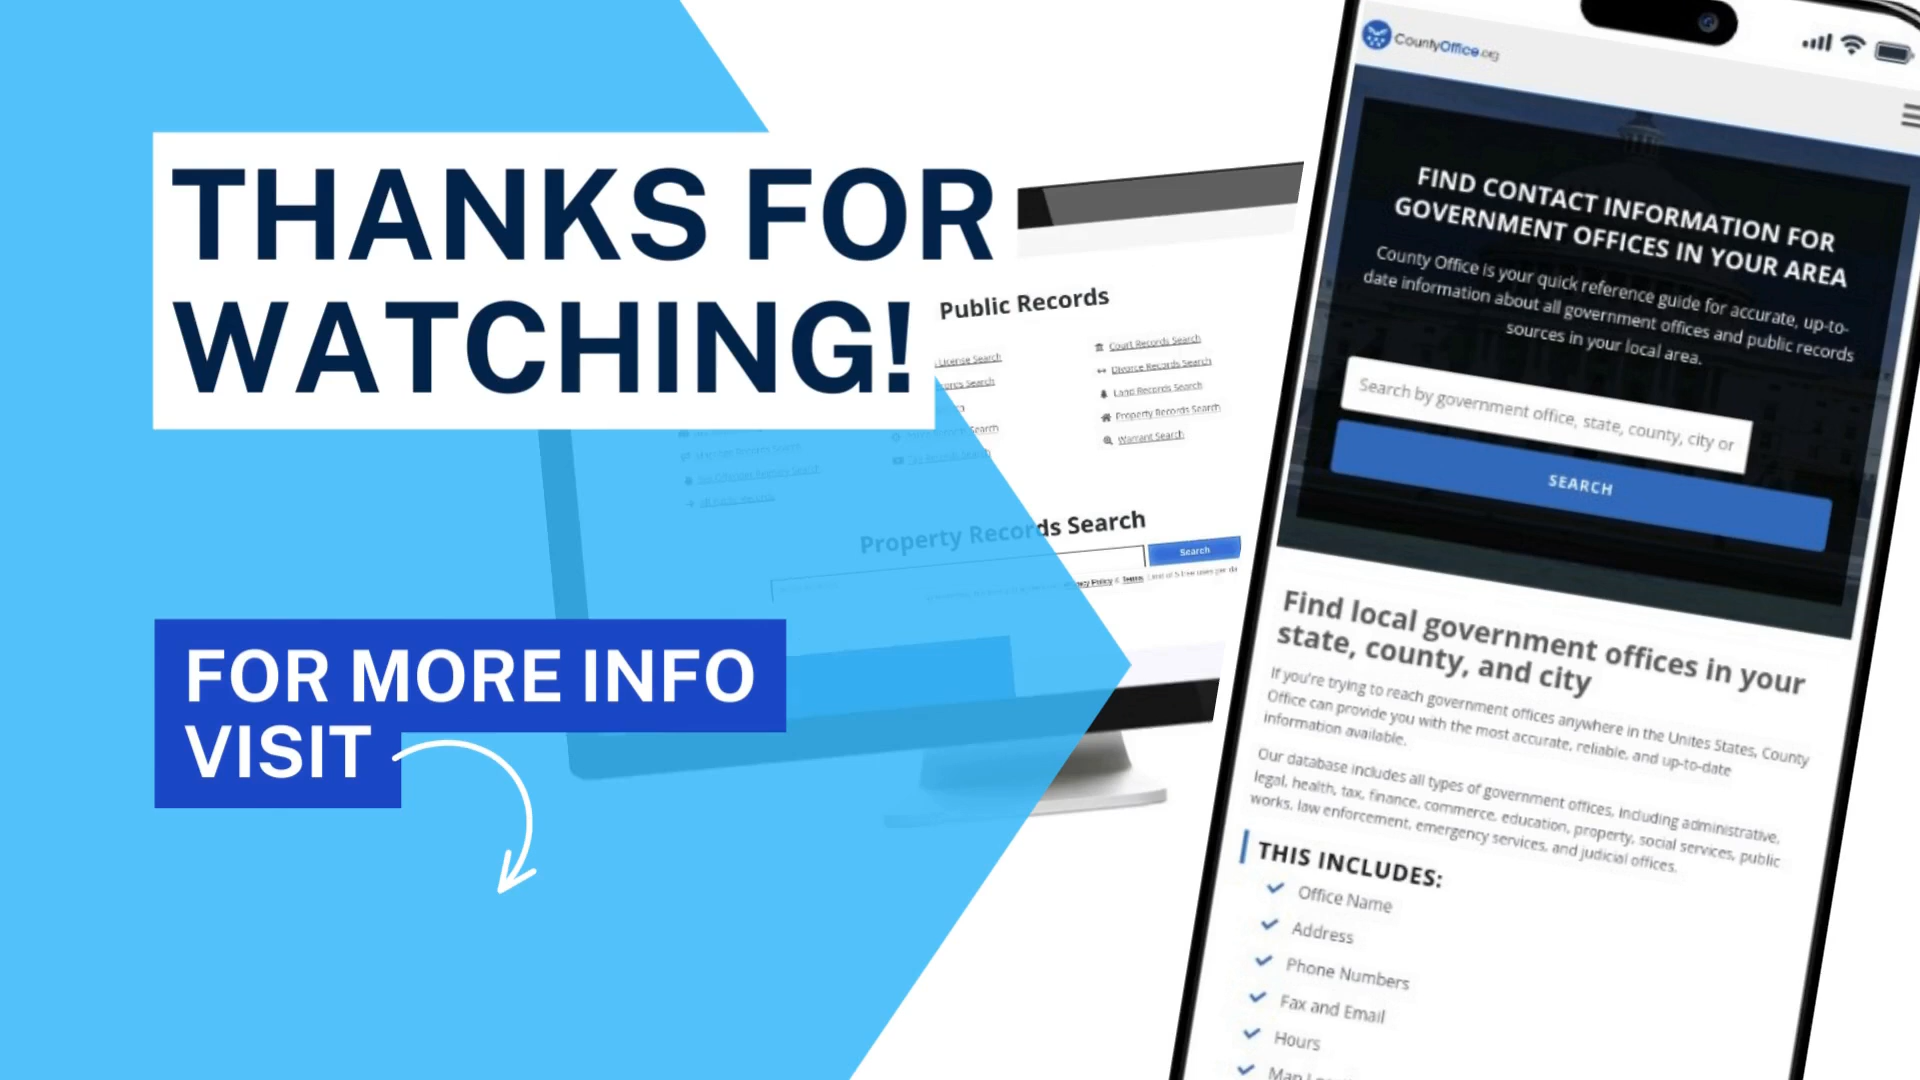 THANKS FOR
WATCHING!
FOR MORE INFO
VISIT
Public Records
License Search
Search
Search
Court Records Search
Divorce Records Search
Land Records Search
Property Records Search
Warrant Search
Property Records Search
Search
CountyOffice.org
FIND CONTACT INFORMATION FOR
GOVERNMENT OFFICES IN YOUR AREA
County Office is your quick reference guide for accurate, up-to-
date information about all government offices and public records
sources in your local area.
Search by government office, state, county, city or
SEARCH
Find local government offices in your
state, county, and city
If you're trying to reach government offices anywhere in the Unites States, County
Office can provide you with the most accurate, reliable, and up-to-date
information available.
Our database includes all types of government offices, including administrative,
legal, health, tax, finance, commerce, education, property, social services, public
works, law enforcement, emergency services, and judicial offices.
THIS INCLUDES:
Office Name
Address
Phone Numbers
Fax and Email
Hours